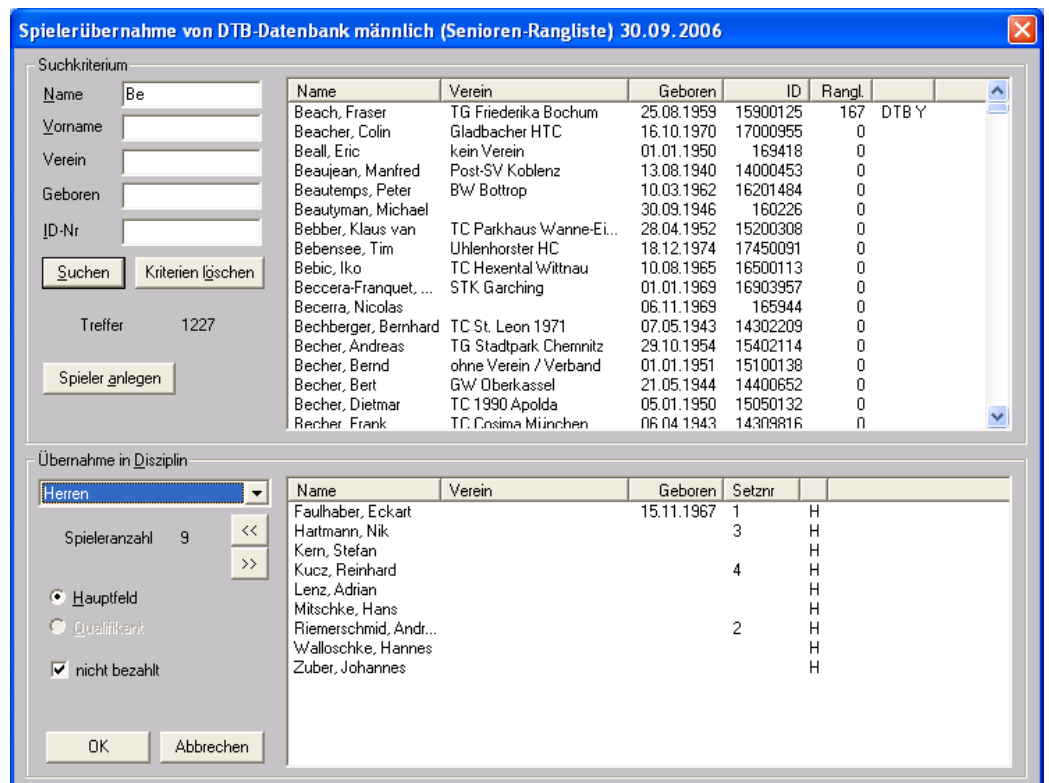 Spielerübernahme von DTB-Datenbank männlich (Senioren-Rangliste) 30.09.2006
Suchkriterium
Name Be
Vorname
Verein
Geboren
ID-Nr
Suchen Kriterien löschen
Treffer 1227
Spieler anlegen
Name Verein Geboren ID Rangl.
Beach, Fraser TG Friederika Bochum 25.08.1959 15900125 167 DTB Y
Beacher, Colin Gladbacher HTC 16.10.1970 17000955 0
Beall, Eric kein Verein 01.01.1950 169418 0
Beaujean, Manfred Post-SV Koblenz 13.08.1940 14000453 0
Beautemps, Peter BW Bottrop 10.03.1962 16201484 0
Beautyman, Michael 30.09.1946 160226 0
Bebber, Klaus van TC Parkhaus Wanne-Ei... 28.04.1952 15200308 0
Bebensee, Tim Uhlenhorster HC 18.12.1974 17450091 0
Bebic, Iko TC Hexental Wittnau 10.08.1965 16500113 0
Beccera-Franquet, ... STK Garching 01.01.1969 16903957 0
Becerra, Nicolas 06.11.1969 165944 0
Bechberger, Bernhard TC St. Leon 1971 07.05.1943 14302209 0
Becher, Andreas TG Stadtpark Chemnitz 29.10.1954 15402114 0
Becher, Bernd ohne Verein / Verband 01.01.1951 15100138 0
Becher, Bert GW Oberkassel 21.05.1944 14400652 0
Becher, Dietmar TC 1990 Apolda 05.01.1950 15050132 0
Becher, Frank TC Cosima München 06.04.1943 14309816 0
Übernahme in Disziplin
Herren
Spieleranzahl 9 <<
>>
Hauptfeld
Qualifikant
nicht bezahlt
OK Abbrechen
Name Verein Geboren Setznr
Faulhaber, Eckart 15.11.1967 1 H
Hartmann, Nik 3 H
Kern, Stefan H
Kucz, Reinhard 4 H
Lenz, Adrian H
Mitschke, Hans H
Riemerschmid, Andr... 2 H
Walloschke, Hannes H
Zuber, Johannes H